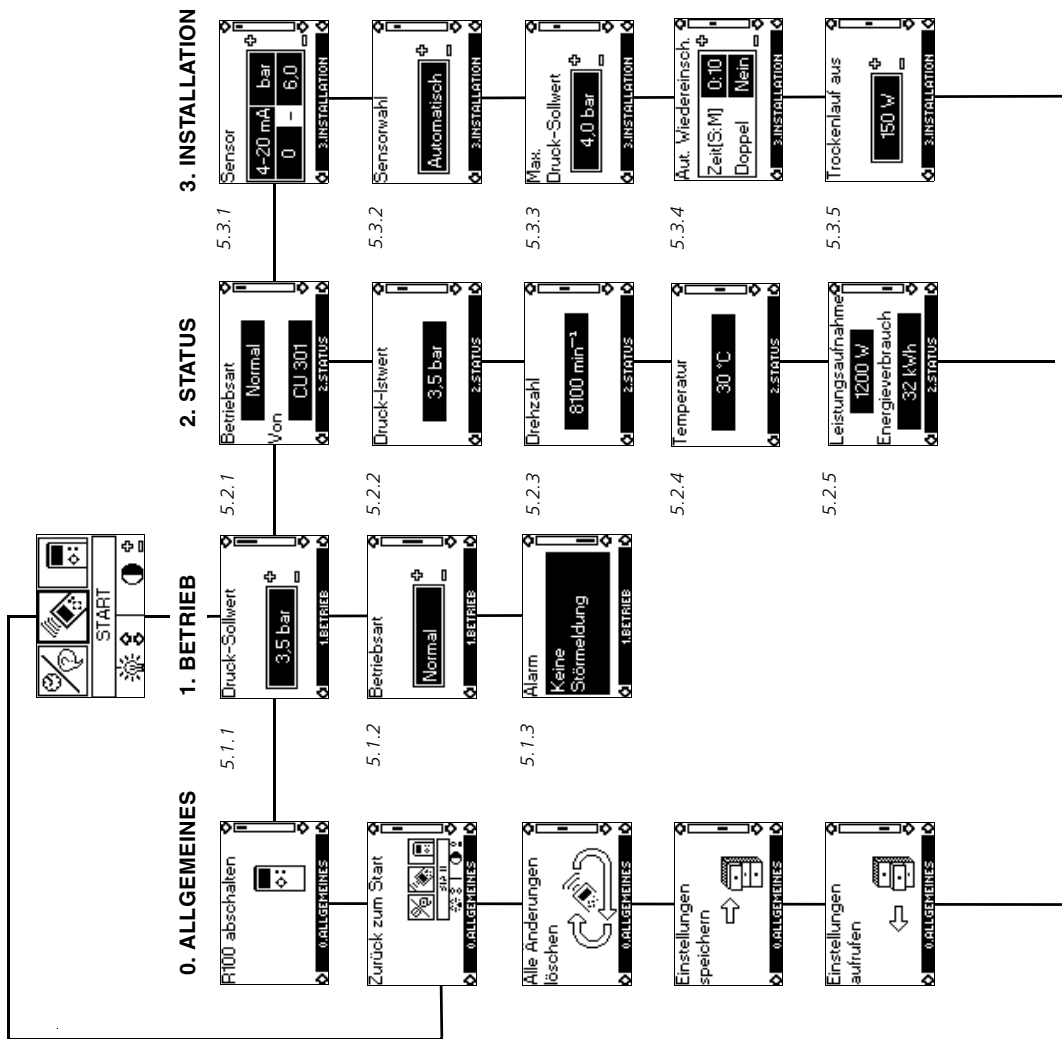 START
0. ALLGEMEINES
R100 abschalten
0.ALLGEMEINES
Zurück zum Start
START
0.ALLGEMEINES
Alle Änderungen
löschen
0.ALLGEMEINES
Einstellungen
speichern
0.ALLGEMEINES
Einstellungen
aufrufen
0.ALLGEMEINES
1. BETRIEB
5.1.1
Druck-Sollwert
3,5 bar
1.BETRIEB
5.1.2
Betriebsart
Normal
1.BETRIEB
5.1.3
Alarm
Keine
Störmeldung
1.BETRIEB
2. STATUS
5.2.1
Betriebsart
Normal
Von
CU 301
2.STATUS
5.2.2
Druck-Istwert
3,5 bar
2.STATUS
5.2.3
Drehzahl
8100 min⁻¹
2.STATUS
5.2.4
Temperatur
30 °C
2.STATUS
5.2.5
Leistungsaufnahme
1200 W
Energieverbrauch
32 kWh
2.STATUS
3. INSTALLATION
5.3.1
Sensor
4-20 mA bar
0 - 6,0
3.INSTALLATION
5.3.2
Sensorwahl
Automatisch
3.INSTALLATION
5.3.3
Max.
Druck-Sollwert
4,0 bar
3.INSTALLATION
5.3.4
Aut. Wiedereinsch.
Zeit[S:M] 0:10
Doppel Nein
3.INSTALLATION
5.3.5
Trockenlauf aus
150 W
3.INSTALLATION